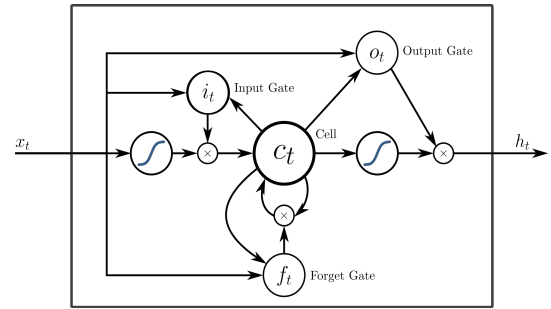 o_t Output Gate
i_t Input Gate
x_t
×
c_t
Cell
×
h_t
×
f_t Forget Gate